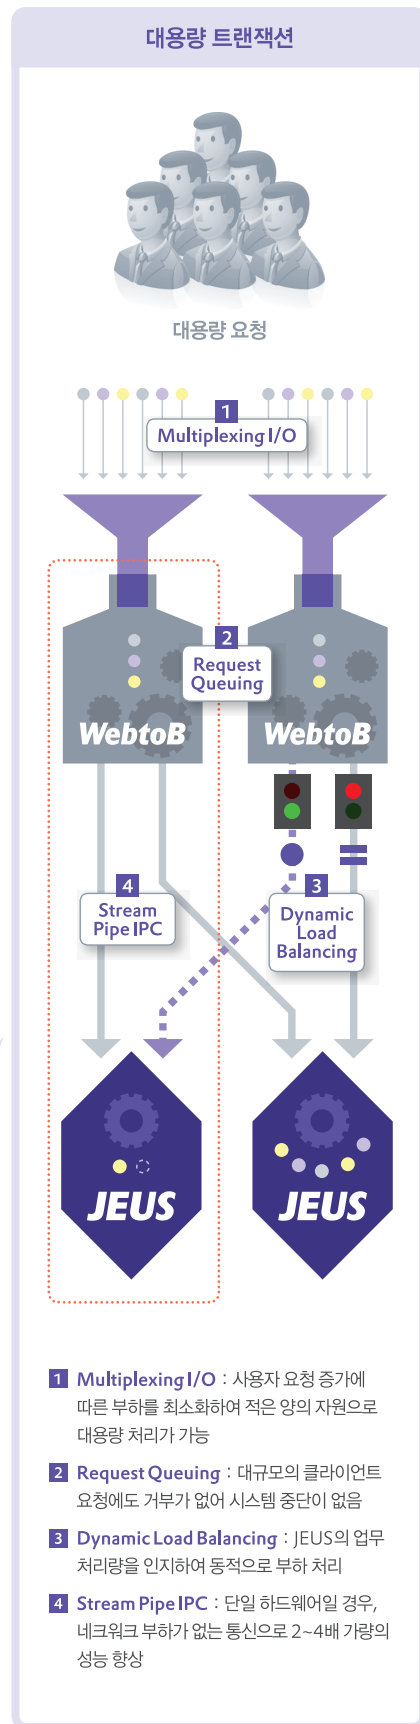 대용량 트랜잭션
대용량 요청
1
Multiplexing I/O
2
Request
Queuing
WebtoB
WebtoB
4
Stream
Pipe IPC
3
Dynamic
Load
Balancing
JEUS
JEUS
1 Multiplexing I/O : 사용자 요청 증가에
따른 부하를 최소화하여 적은 양의 자원으로
대용량 처리가 가능
2 Request Queuing : 대규모의 클라이언트
요청에도 거부가 없어 시스템 중단이 없음
3 Dynamic Load Balancing : JEUS의 업무
처리량을 인지하여 동적으로 부하 처리
4 Stream Pipe IPC : 단일 하드웨어일 경우,
네크워크 부하가 없는 통신으로 2~4배 가량의
성능 향상